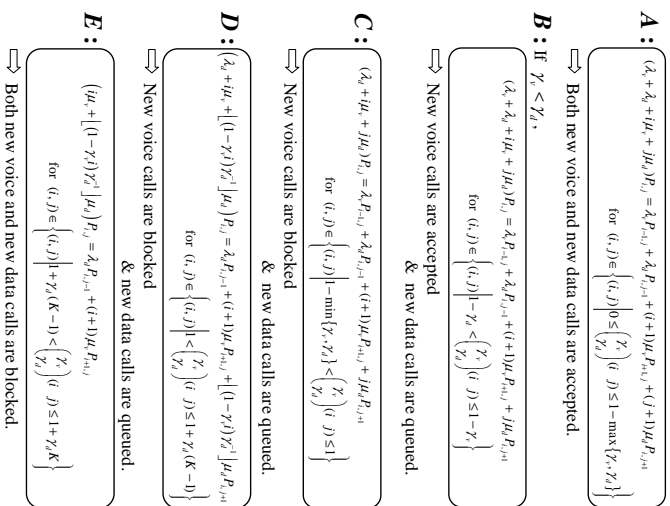 A: (λ_v + λ_d + iμ_v + jμ_d)P_{i,j} = λ_v P_{i-1,j} + λ_d P_{i,j-1} + (i+1)μ_v P_{i+1,j} + (j+1)μ_d P_{i,j+1}
for (i, j) ∈ {(i, j) | 0 ≤ (γ_v γ_d)(i j) ≤ 1 − max{γ_v, γ_d}}
⇨ Both new voice and new data calls are accepted.
B: If γ_v < γ_d,
(λ_v + λ_d + iμ_v + jμ_d)P_{i,j} = λ_v P_{i-1,j} + λ_d P_{i,j-1} + (i+1)μ_v P_{i+1,j} + jμ_d P_{i,j+1}
for (i, j) ∈ {(i, j) | 1 − γ_d < (γ_v γ_d)(i j) ≤ 1 − γ_v}
⇨ New voice calls are accepted
& new data calls are queued.
C: (λ_d + iμ_v + jμ_d)P_{i,j} = λ_v P_{i-1,j} + λ_d P_{i,j-1} + (i+1)μ_v P_{i+1,j} + jμ_d P_{i,j+1}
for (i, j) ∈ {(i, j) | 1 − min{γ_v, γ_d} < (γ_v γ_d)(i j) ≤ 1}
⇨ New voice calls are blocked
& new data calls are queued.
D: (λ_d + iμ_v + ⌊(1 − γ_v i)γ_d^{-1}⌋μ_d)P_{i,j} = λ_d P_{i,j-1} + (i+1)μ_v P_{i+1,j} + ⌊(1 − γ_v i)γ_d^{-1}⌋μ_d P_{i,j+1}
for (i, j) ∈ {(i, j) | 1 < (γ_v γ_d)(i j) ≤ 1 + γ_d(K − 1)}
⇨ New voice calls are blocked
& new data calls are queued.
E: (iμ_v + ⌊(1 − γ_v i)γ_d^{-1}⌋μ_d)P_{i,j} = λ_d P_{i,j-1} + (i+1)μ_v P_{i+1,j}
for (i, j) ∈ {(i, j) | 1 + γ_d(K − 1) < (γ_v γ_d)(i j) ≤ 1 + γ_d K}
⇨ Both new voice and new data calls are blocked.